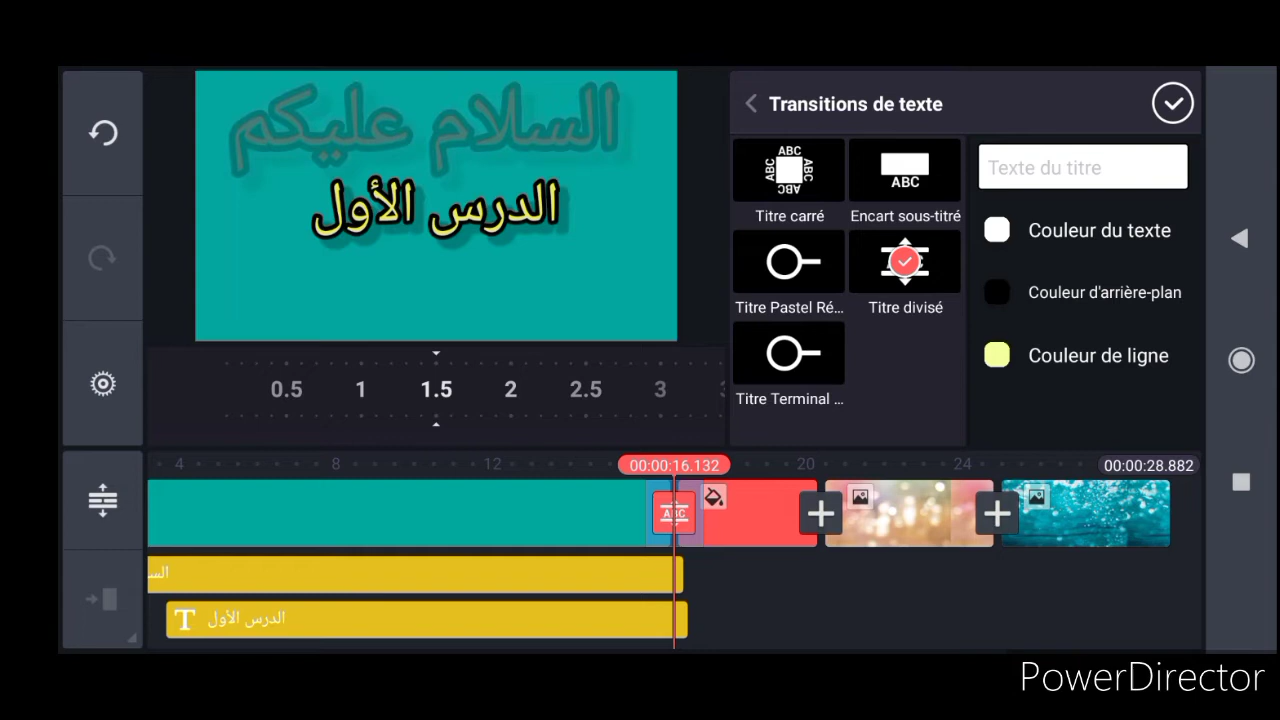 السلام عليكم
الدرس الأول
Transitions de texte
ABC
ABC
ABC
ABC
ABC
Titre carré
Encart sous-titré
Titre Pastel Ré...
Titre divisé
Titre Terminal ...
Texte du titre
Couleur du texte
Couleur d'arrière-plan
Couleur de ligne
0.5 1 1.5 2 2.5 3
4 8 12 00:00:16.132 20 24 00:00:28.882
ABC
السـ
T الدرس الأول
PowerDirector